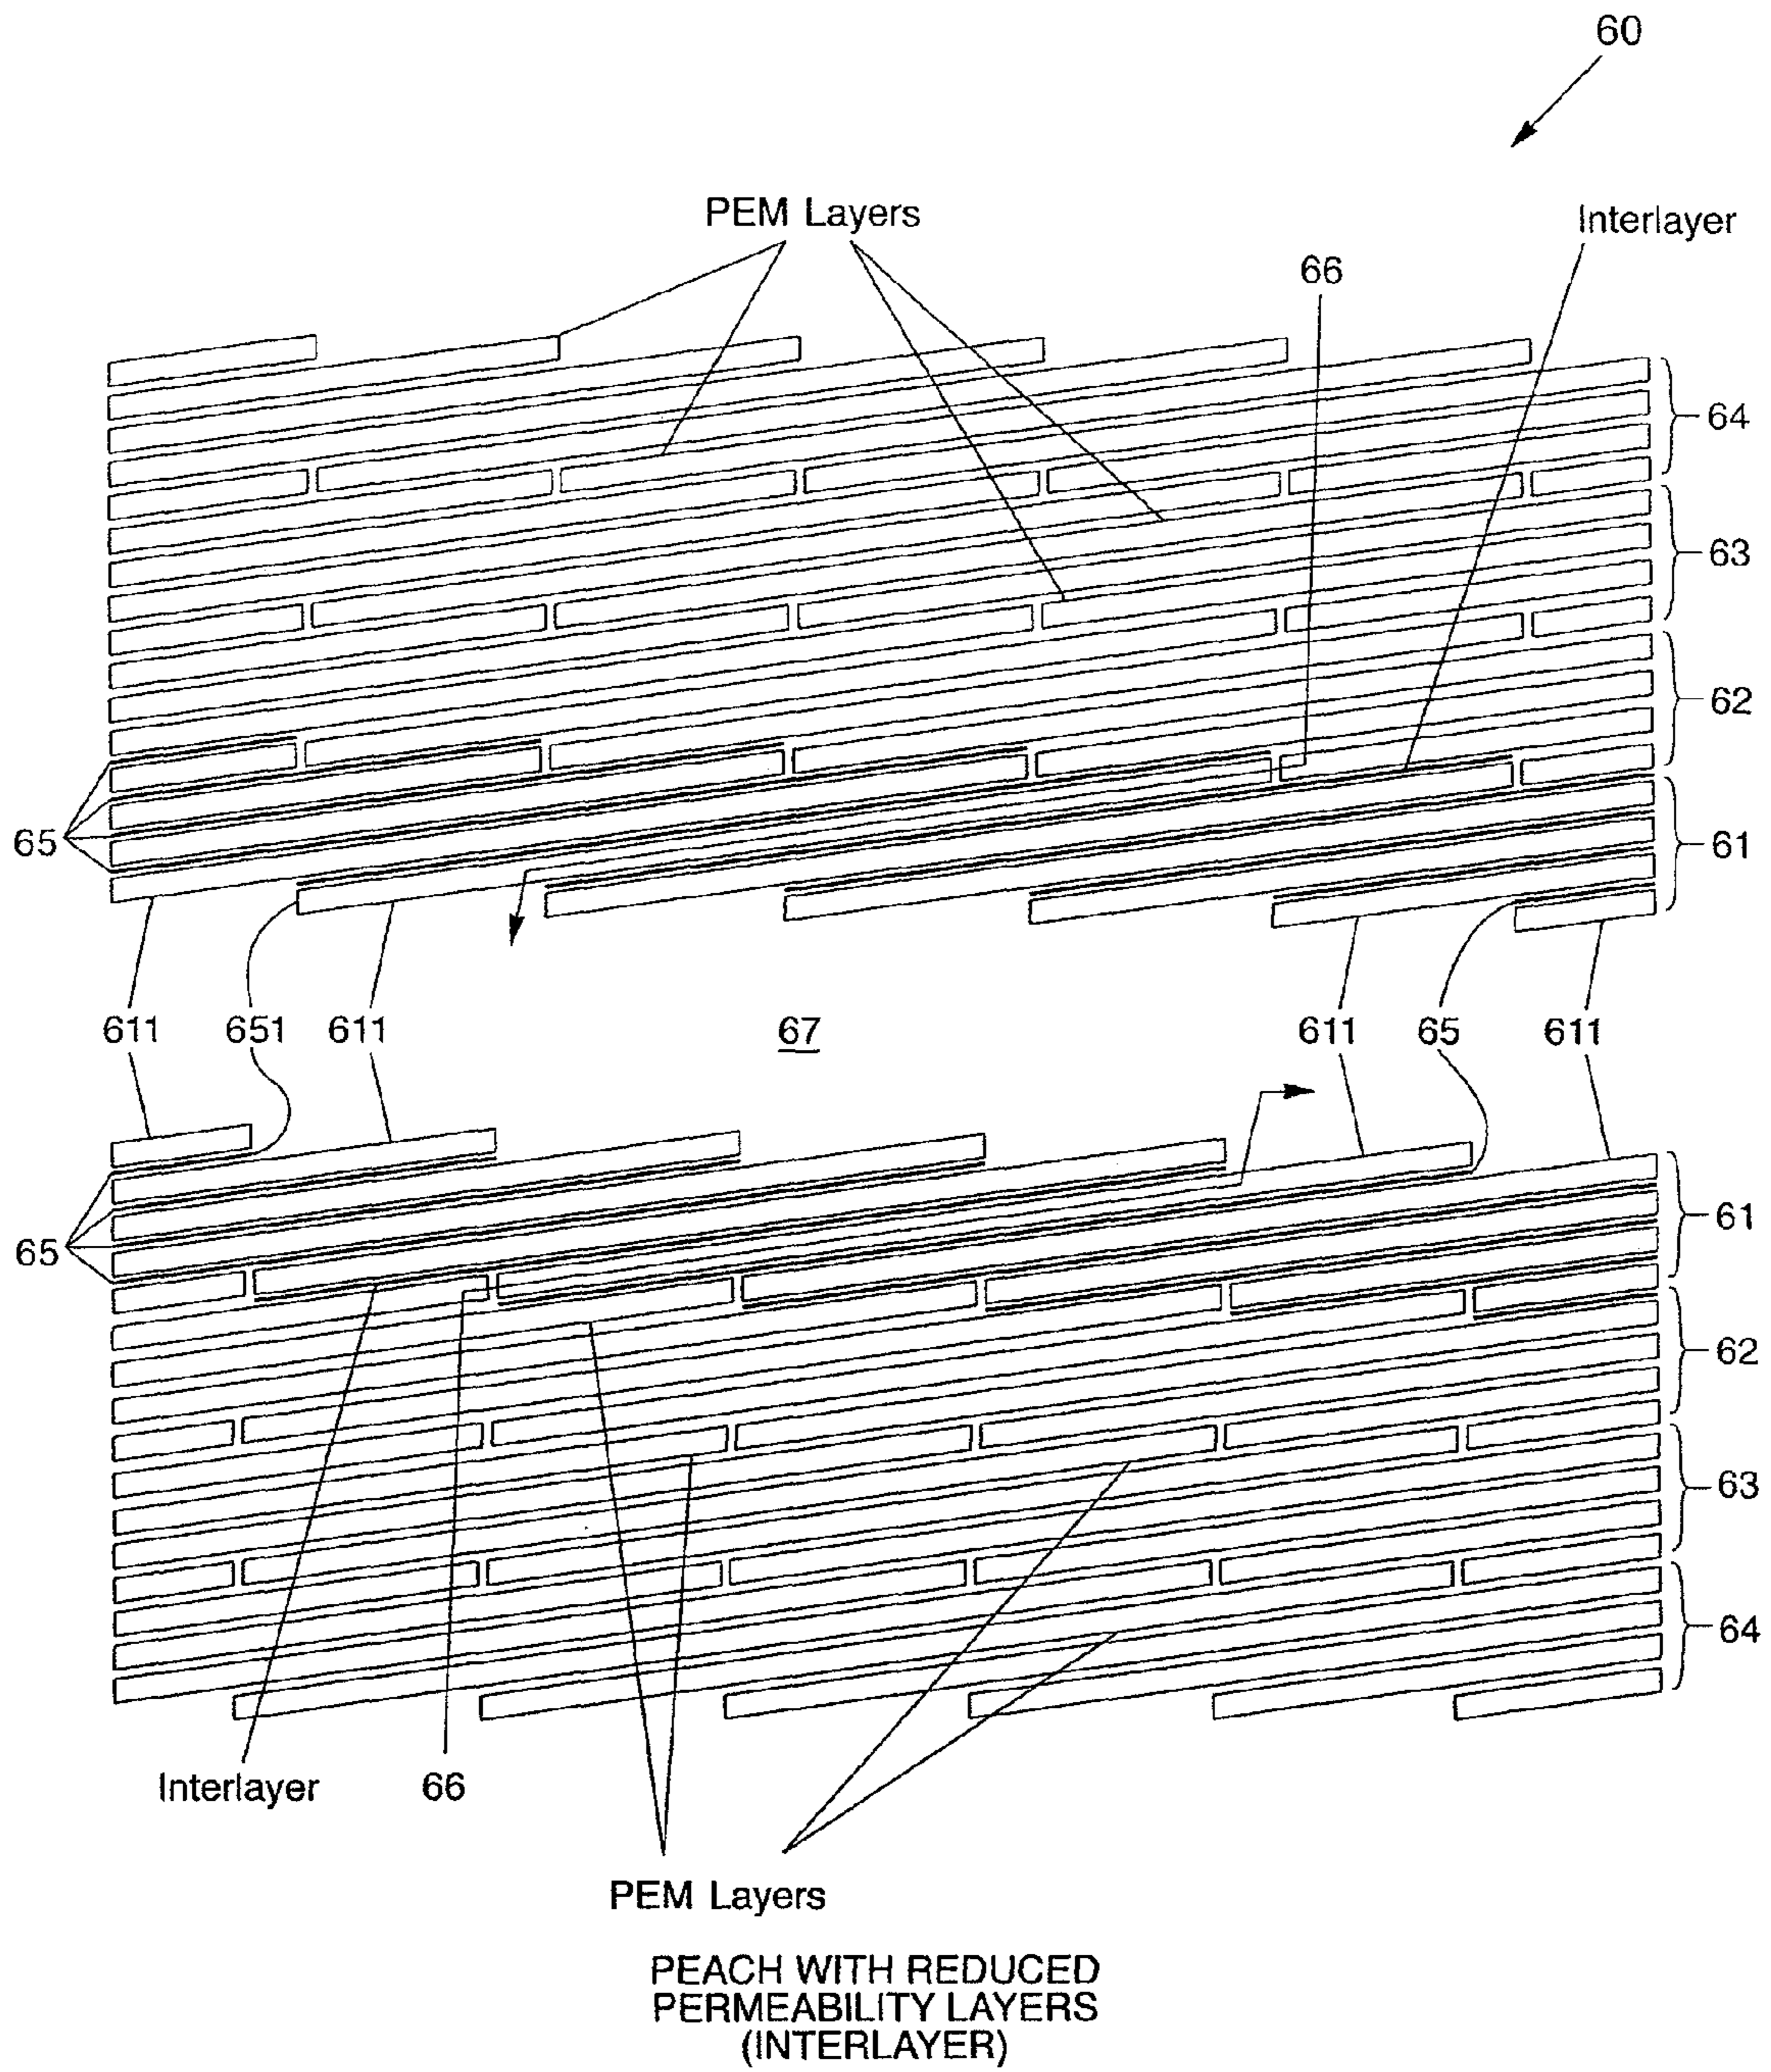 60
PEM Layers
Interlayer
66
64
63
62
65
61
611
651
611
67
611
65
611
65
61
62
63
64
Interlayer
66
PEM Layers
PEACH WITH REDUCED
PERMEABILITY LAYERS
(INTERLAYER)